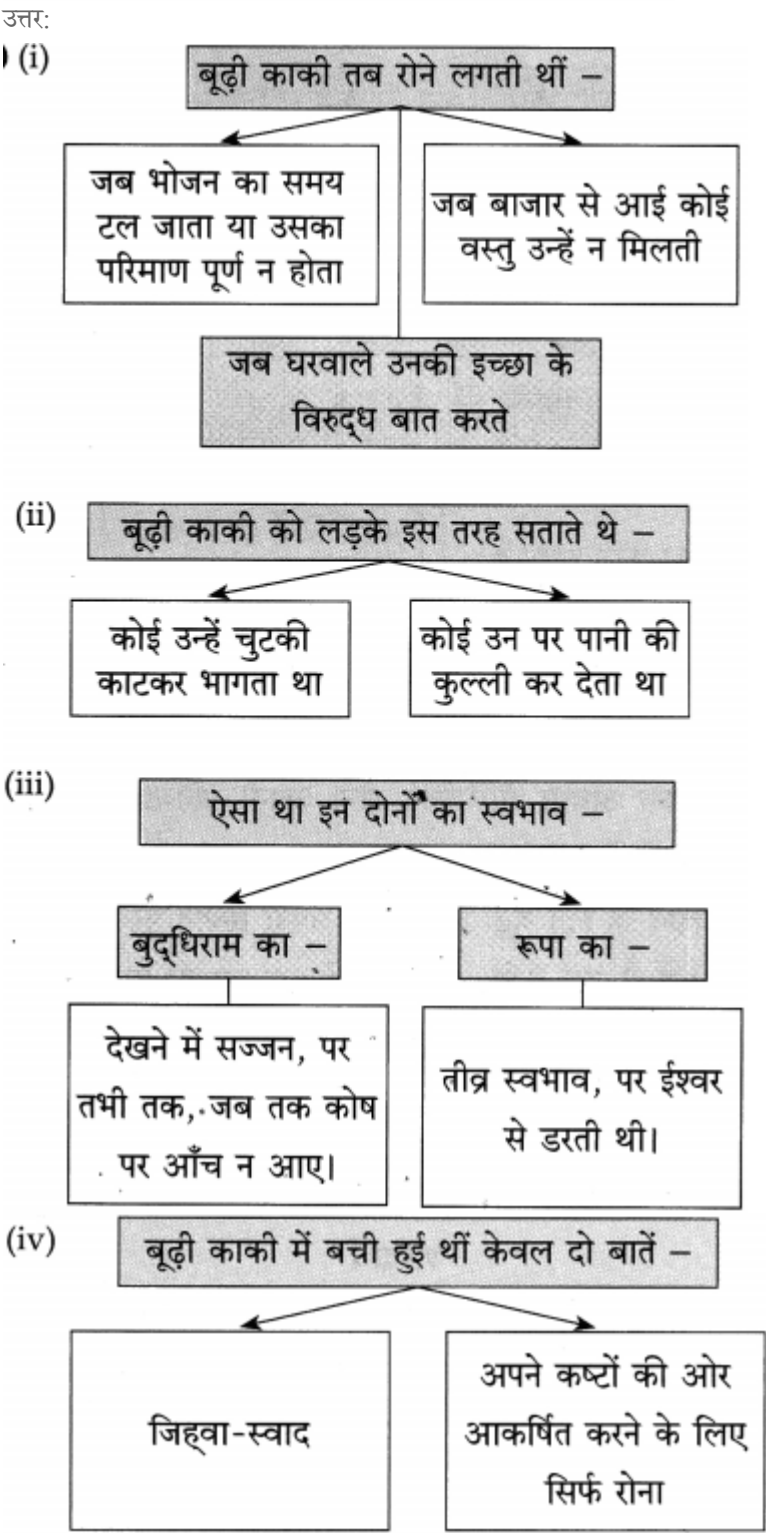 उत्तर:
(i)
बूढ़ी काकी तब रोने लगती थीं –
जब भोजन का समय
टल जाता या उसका
परिमाण पूर्ण न होता
जब बाजार से आई कोई
वस्तु उन्हें न मिलती
जब घरवाले उनकी इच्छा के
विरुद्ध बात करते
(ii)
बूढ़ी काकी को लड़के इस तरह सताते थे –
कोई उन्हें चुटकी
काटकर भागता था
कोई उन पर पानी की
कुल्ली कर देता था
(iii)
ऐसा था इन दोनों का स्वभाव –
बुद्धिराम का –
देखने में सज्जन, पर
तभी तक, जब तक कोष
पर आँच न आए।
रूपा का –
तीव्र स्वभाव, पर ईश्वर
से डरती थी।
(iv)
बूढ़ी काकी में बची हुई थीं केवल दो बातें –
जिह्वा-स्वाद
अपने कष्टों की ओर
आकर्षित करने के लिए
सिर्फ रोना